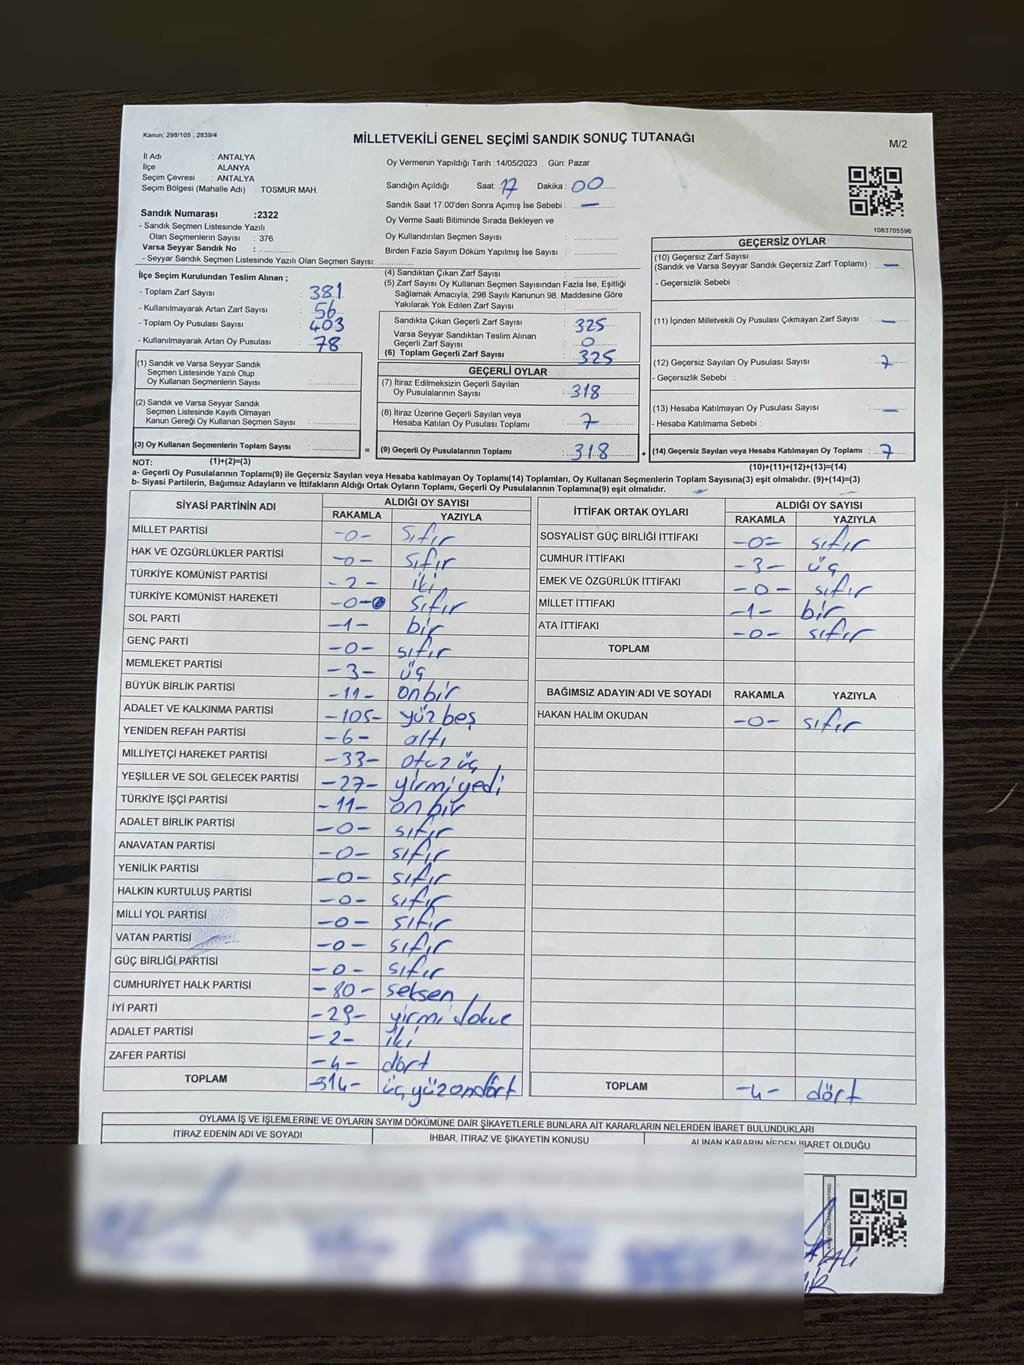 Kanun: 298/105 , 2839/4
MİLLETVEKİLİ GENEL SEÇİMİ SANDIK SONUÇ TUTANAĞI
M/2
İl Adı : ANTALYA
İlçe : ALANYA
Seçim Çevresi : ANTALYA
Seçim Bölgesi (Mahalle Adı) : TOSMUR MAH.
Sandık Numarası :2322
- Sandık Seçmen Listesinde Yazılı
Olan Seçmenlerin Sayısı : 376
Varsa Seyyar Sandık No :
- Seyyar Sandık Seçmen Listesinde Yazılı Olan Seçmen Sayısı:
Oy Vermenin Yapıldığı Tarih :14/05/2023 Gün: Pazar
Sandığın Açıldığı Saat: 17 Dakika : 00
Sandık Saat 17.00'den Sonra Açımış İse Sebebi : —
Oy Verme Saati Bitiminde Sırada Bekleyen ve
Oy Kullandırılan Seçmen Sayısı :
Birden Fazla Sayım Döküm Yapılmış İse Sayısı :
1083705596
İlçe Seçim Kurulundan Teslim Alınan ;
- Toplam Zarf Sayısı : 381
- Kullanılmayarak Artan Zarf Sayısı : 56
- Toplam Oy Pusulası Sayısı : 403
- Kullanılmayarak Artan Oy Pusulası : 78
(1) Sandık ve Varsa Seyyar Sandık
Seçmen Listesinde Yazılı Olup
Oy Kullanan Seçmenlerin Sayısı :
(2) Sandık ve Varsa Seyyar Sandık
Seçmen Listesinde Kayıtlı Olmayan
Kanun Gereği Oy Kullanan Seçmen Sayısı :
(3) Oy Kullanan Seçmenlerin Toplam Sayısı :
(1)+(2)=(3)
(4) Sandıktan Çıkan Zarf Sayısı :
(5) Zarf Sayısı Oy Kullanan Seçmen Sayısından Fazla İse, Eşitliği
Sağlamak Amacıyla, 298 Sayılı Kanunun 98. Maddesine Göre
Yakılarak Yok Edilen Zarf Sayısı :
Sandıkta Çıkan Geçerli Zarf Sayısı : 325
Varsa Seyyar Sandıktan Teslim Alınan
Geçerli Zarf Sayısı : 0
(6) Toplam Geçerli Zarf Sayısı : 325
GEÇERLİ OYLAR
(7) İtiraz Edilmeksizin Geçerli Sayılan
Oy Pusulalarının Sayısı : 318
(8) İtiraz Üzerine Geçerli Sayılan veya
Hesaba Katılan Oy Pusulası Toplamı : 7
= (9) Geçerli Oy Pusulalarının Toplamı : 318
GEÇERSİZ OYLAR
(10) Geçersiz Zarf Sayısı
(Sandık ve Varsa Seyyar Sandık Geçersiz Zarf Toplamı) : —
- Geçersizlik Sebebi :
(11) İçinden Milletvekili Oy Pusulası Çıkmayan Zarf Sayısı : —
(12) Geçersiz Sayılan Oy Pusulası Sayısı : 7
- Geçersizlik Sebebi :
(13) Hesaba Katılmayan Oy Pusulası Sayısı : —
- Hesaba Katılmama Sebebi :
+ (14) Geçersiz Sayılan veya Hesaba Katılmayan Oy Toplamı : 7
(10)+(11)+(12)+(13)=(14)
NOT:
a- Geçerli Oy Pusulalarının Toplamı(9) ile Geçersiz Sayılan veya Hesaba katılmayan Oy Toplamı(14) Toplamları, Oy Kullanan Seçmenlerin Toplam Sayısına(3) eşit olmalıdır. (9)+(14)=(3)
b- Siyasi Partilerin, Bağımsız Adayların ve İttifakların Aldığı Ortak Oyların Toplamı, Geçerli Oy Pusulalarının Toplamına(9) eşit olmalıdır.
SİYASİ PARTİNİN ADI ALDIĞI OY SAYISI
RAKAMLA YAZIYLA
MİLLET PARTİSİ -0- sıfır
HAK VE ÖZGÜRLÜKLER PARTİSİ -0- sıfır
TÜRKİYE KOMÜNİST PARTİSİ -2- iki
TÜRKİYE KOMÜNİST HAREKETİ -0- sıfır
SOL PARTİ -1- bir
GENÇ PARTİ -0- sıfır
MEMLEKET PARTİSİ -3- üç
BÜYÜK BİRLİK PARTİSİ -11- onbir
ADALET VE KALKINMA PARTİSİ -105- yüz beş
YENİDEN REFAH PARTİSİ -6- altı
MİLLİYETÇİ HAREKET PARTİSİ -33- otuz üç
YEŞİLLER VE SOL GELECEK PARTİSİ -27- yirmi yedi
TÜRKİYE İŞÇİ PARTİSİ -11- on bir
ADALET BİRLİK PARTİSİ -0- sıfır
ANAVATAN PARTİSİ -0- sıfır
YENİLİK PARTİSİ -0- sıfır
HALKIN KURTULUŞ PARTİSİ -0- sıfır
MİLLİ YOL PARTİSİ -0- sıfır
VATAN PARTİSİ -0- sıfır
GÜÇ BİRLİĞİ PARTİSİ -0- sıfır
CUMHURİYET HALK PARTİSİ -80- seksen
İYİ PARTİ -29- yirmi dokuz
ADALET PARTİSİ -2- iki
ZAFER PARTİSİ -4- dört
TOPLAM -314- üç yüz ondört
İTTİFAK ORTAK OYLARI ALDIĞI OY SAYISI
RAKAMLA YAZIYLA
SOSYALİST GÜÇ BİRLİĞİ İTTİFAKI -0- sıfır
CUMHUR İTTİFAKI -3- üç
EMEK VE ÖZGÜRLÜK İTTİFAKI -0- sıfır
MİLLET İTTİFAKI -1- bir
ATA İTTİFAKI -0- sıfır
TOPLAM
BAĞIMSIZ ADAYIN ADI VE SOYADI RAKAMLA YAZIYLA
HAKAN HALİM OKUDAN -0- sıfır
TOPLAM -4- dört
OYLAMA İŞ VE İŞLEMLERİNE VE OYLARIN SAYIM DÖKÜMÜNE DAİR ŞİKAYETLERLE BUNLARA AİT KARARLARIN NELERDEN İBARET BULUNDUKLARI
İTİRAZ EDENİN ADI VE SOYADI İHBAR, İTİRAZ VE ŞİKAYETİN KONUSU ALINAN KARARIN NEDEN İBARET OLDUĞU